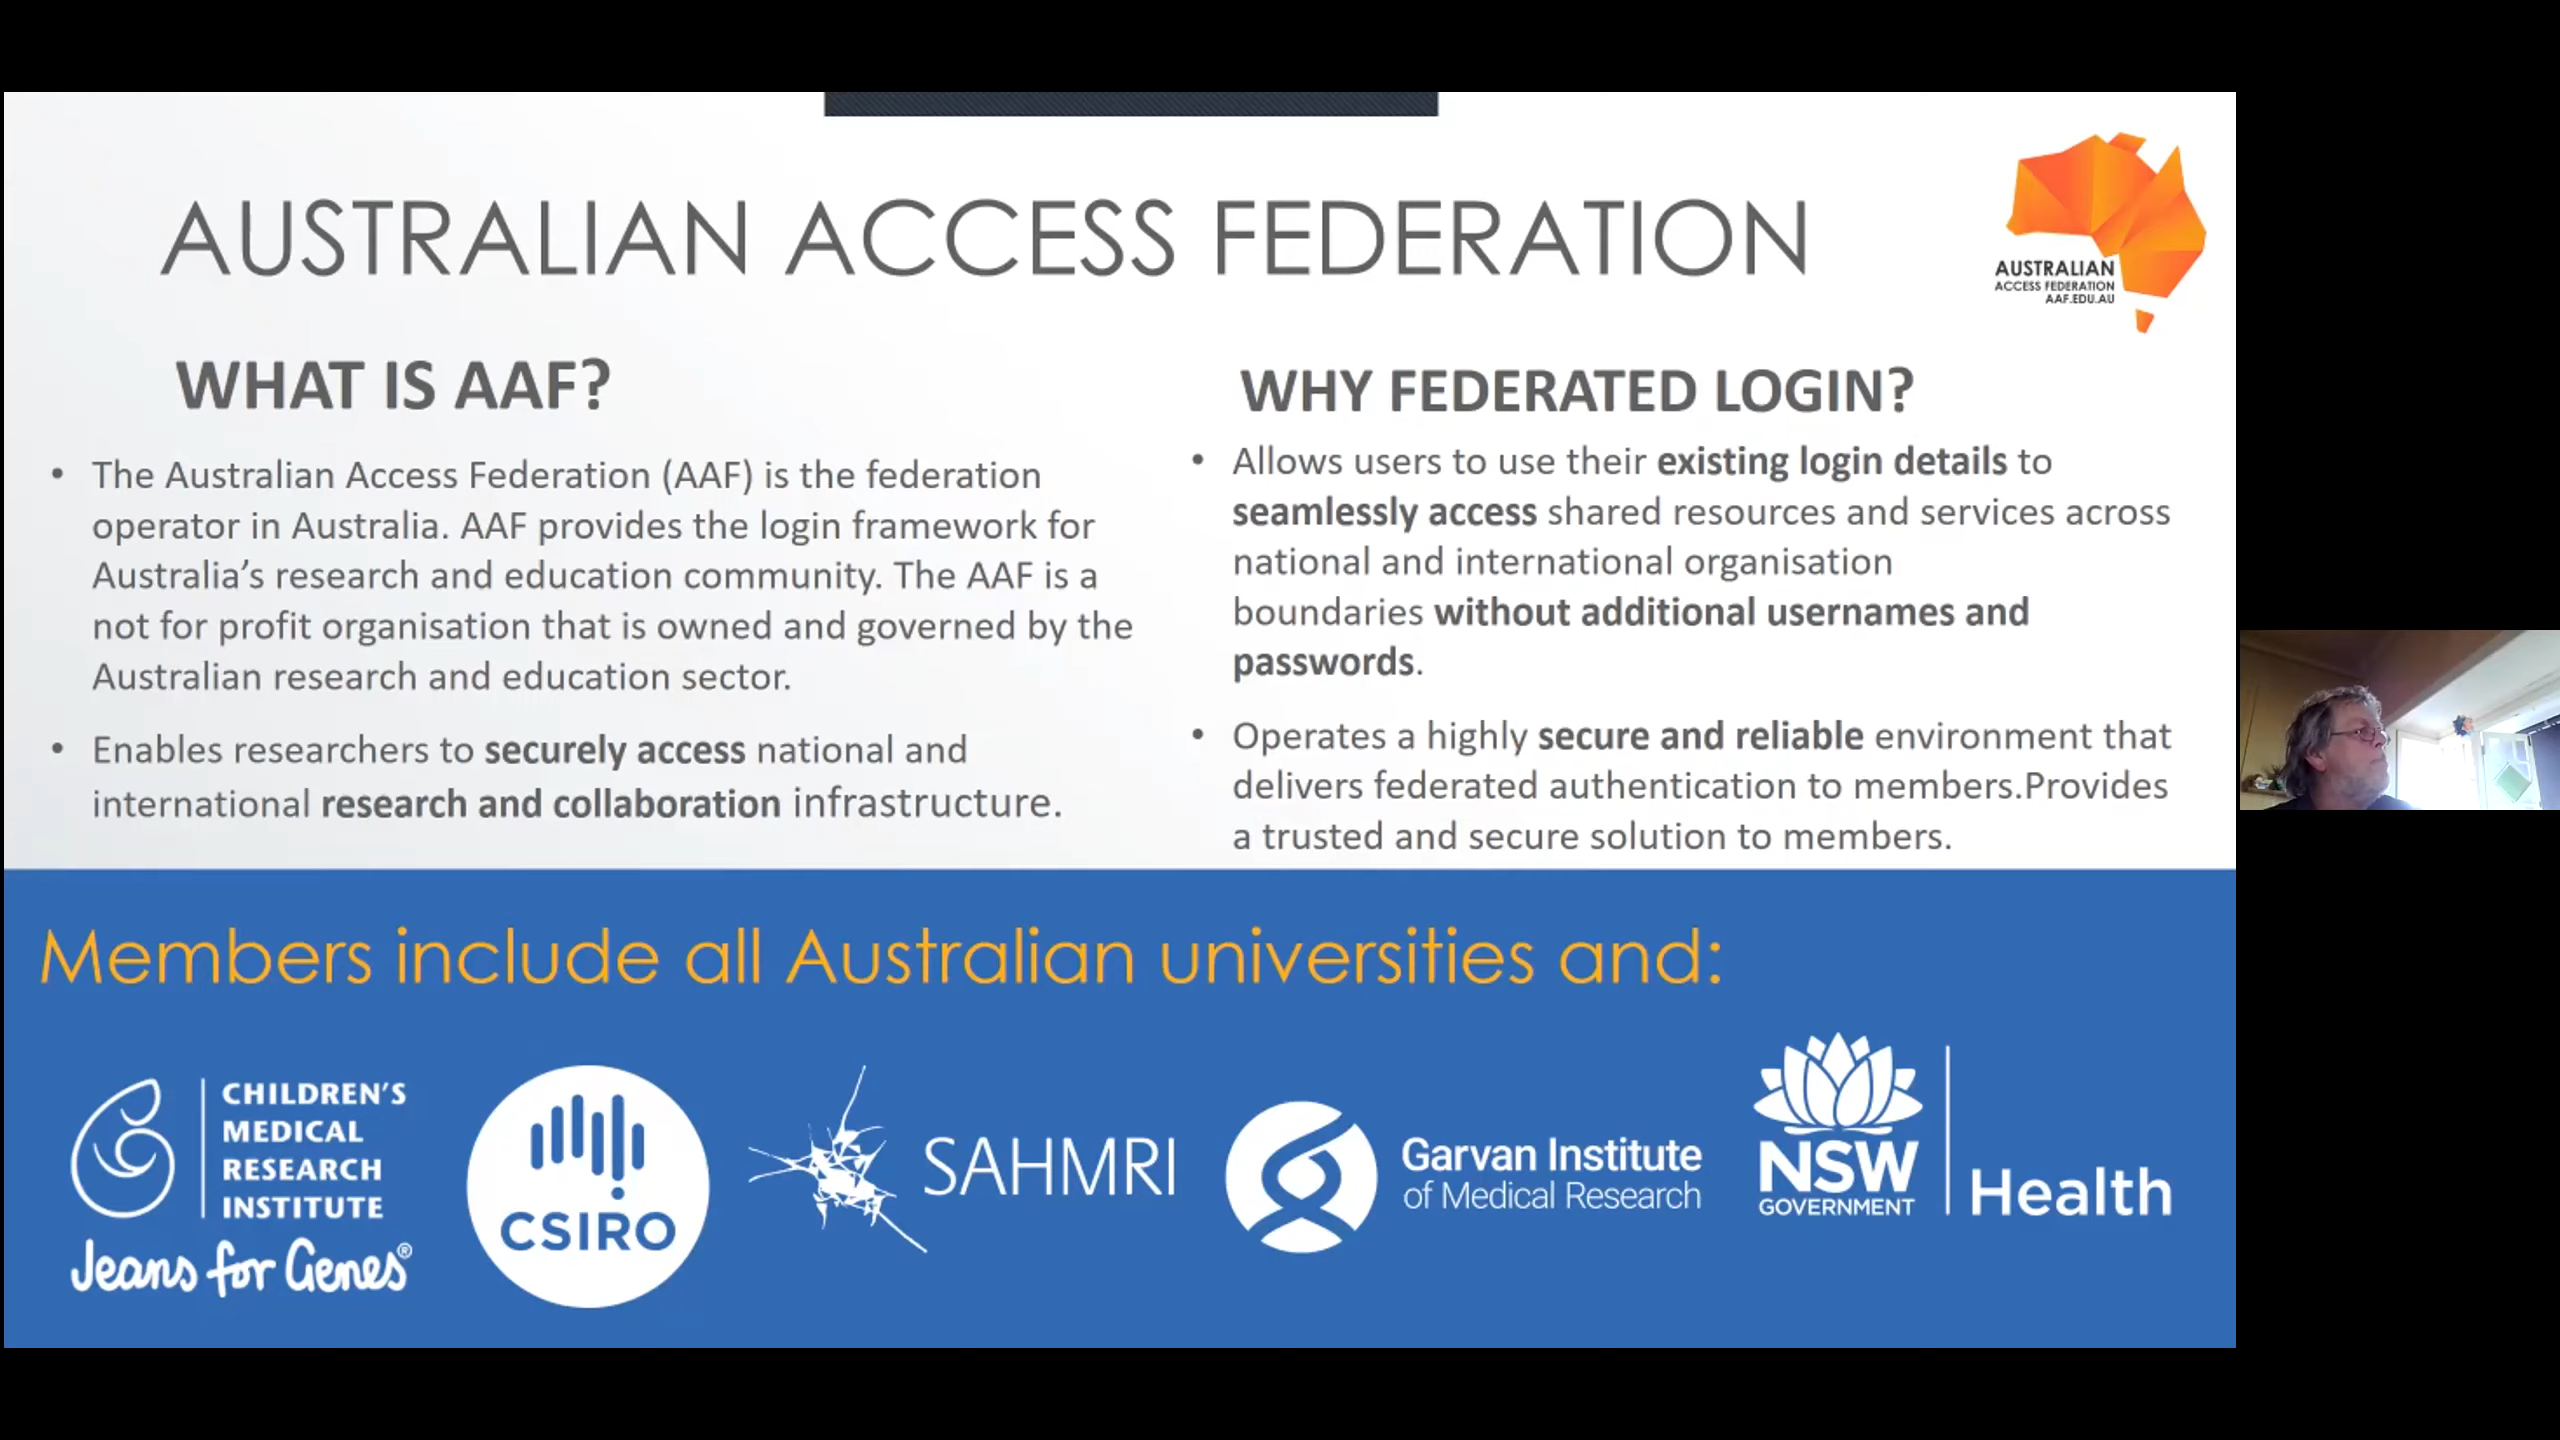 AUSTRALIAN ACCESS FEDERATION
AUSTRALIAN
ACCESS FEDERATION
AAF.EDU.AU
WHAT IS AAF?
• The Australian Access Federation (AAF) is the federation
operator in Australia. AAF provides the login framework for
Australia’s research and education community. The AAF is a
not for profit organisation that is owned and governed by the
Australian research and education sector.
• Enables researchers to securely access national and
international research and collaboration infrastructure.
WHY FEDERATED LOGIN?
• Allows users to use their existing login details to
seamlessly access shared resources and services across
national and international organisation
boundaries without additional usernames and
passwords.
• Operates a highly secure and reliable environment that
delivers federated authentication to members.Provides
a trusted and secure solution to members.
Members include all Australian universities and:
CHILDREN’S
MEDICAL
RESEARCH
INSTITUTE
Jeans for Genes®
CSIRO
SAHMRI
Garvan Institute
of Medical Research
NSW
GOVERNMENT
Health